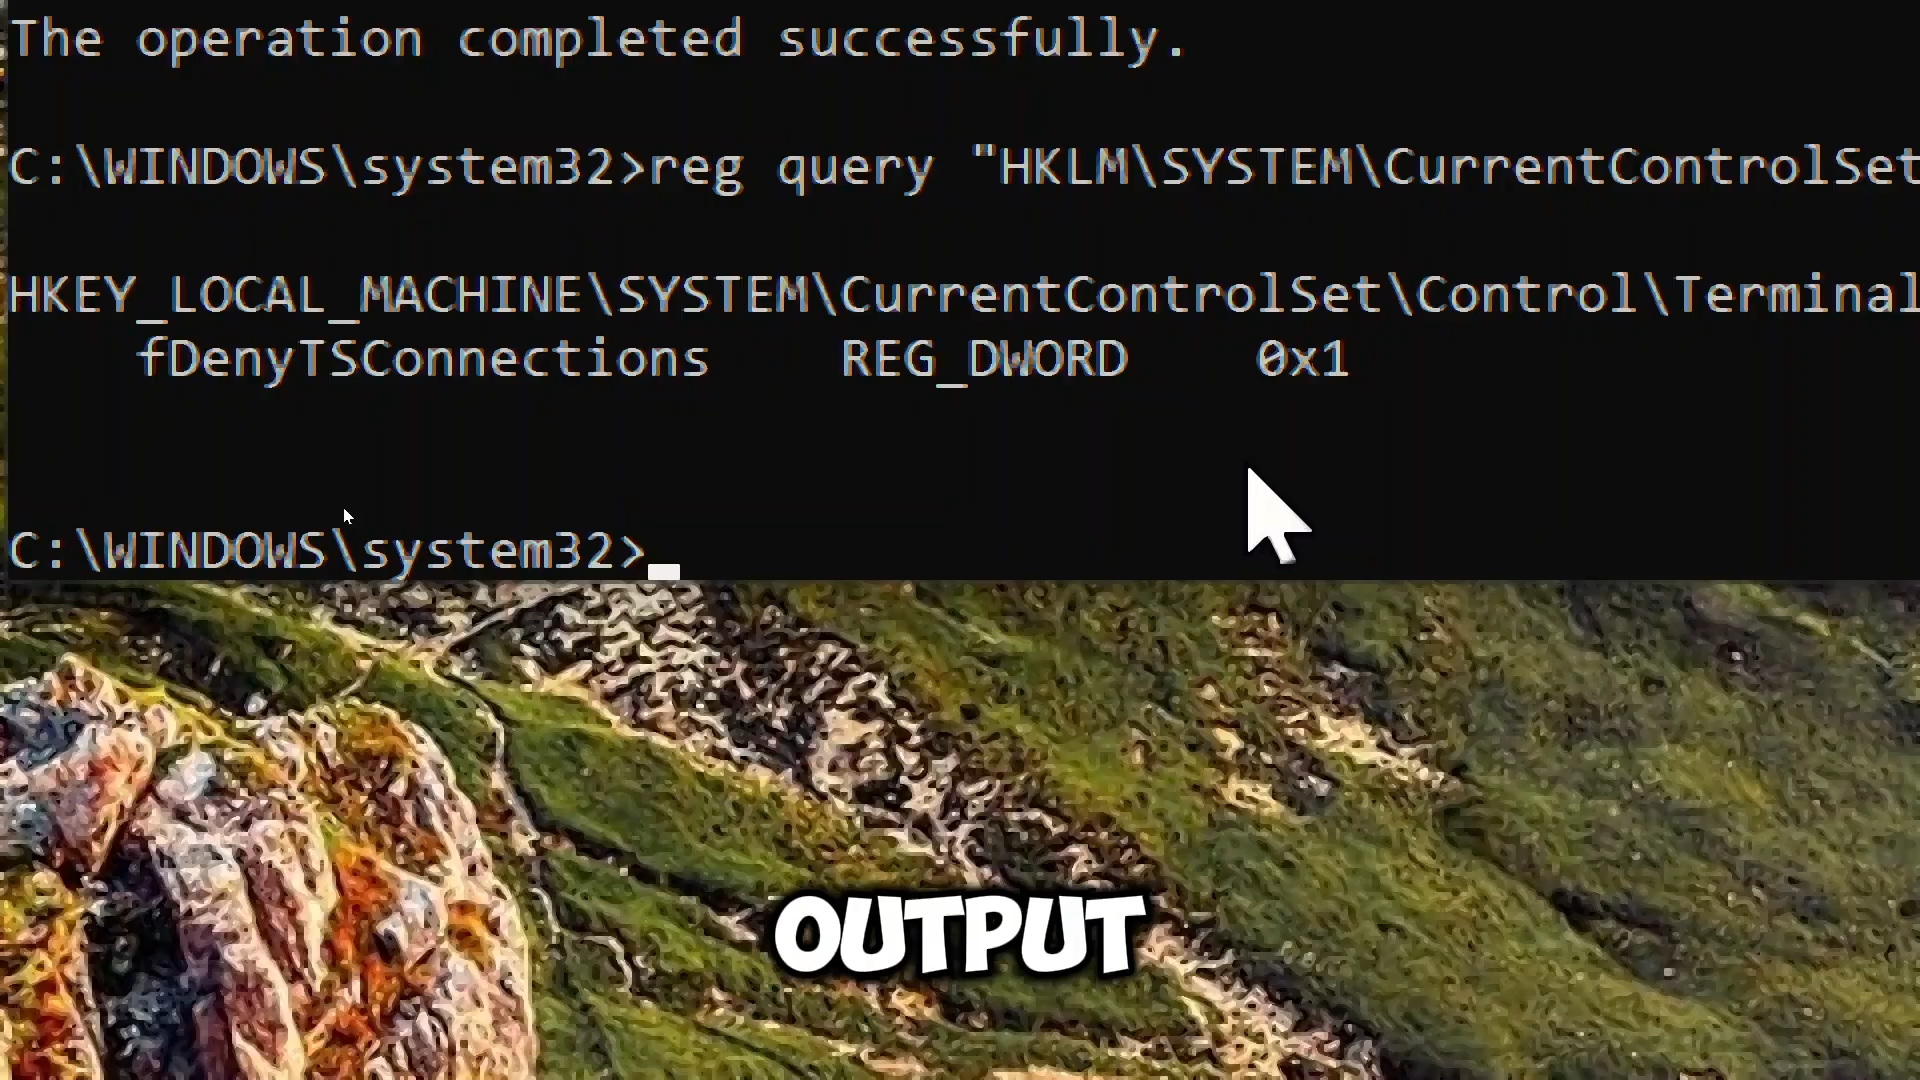 The operation completed successfully.
C:\WINDOWS\system32>reg query "HKLM\SYSTEM\CurrentControlSet
HKEY_LOCAL_MACHINE\SYSTEM\CurrentControlSet\Control\Terminal
fDenyTSConnections REG_DWORD 0x1
C:\WINDOWS\system32>
OUTPUT